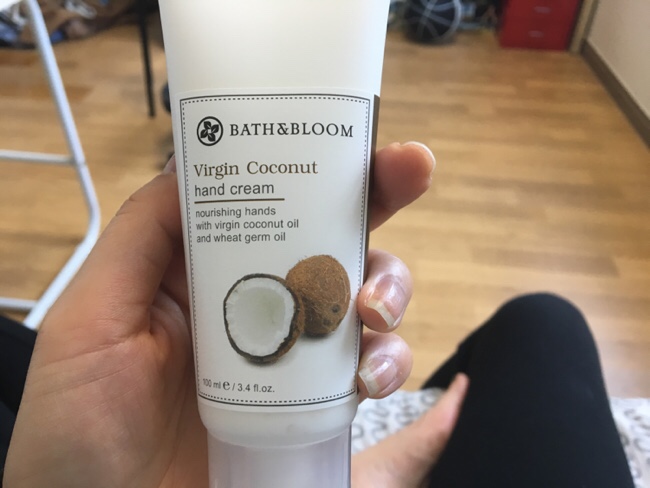 BATH&BLOOM
Virgin Coconut
hand cream
nourishing hands
with virgin coconut oil
and wheat germ oil
100 ml ℮ / 3.4 fl.oz.